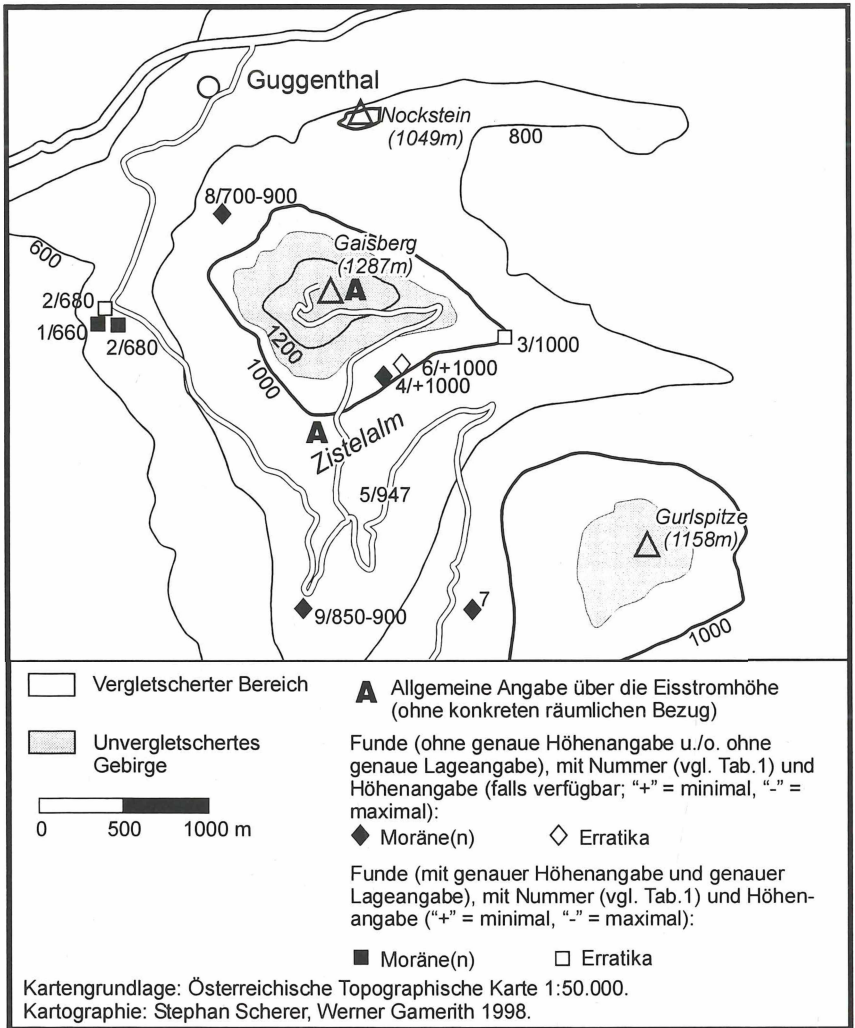 Guggenthal
Nockstein
(1049m)
800
8/700-900
600
Gaisberg
(1287m)
A
2/680
1/660
2/680
1200
1000
3/1000
6/+1000
4/+1000
A
Zistelalm
5/947
Gurlspitze
(1158m)
9/850-900
7
1000
Vergletscherter Bereich
Unvergletschertes
Gebirge
0 500 1000 m
A Allgemeine Angabe über die Eisstromhöhe
(ohne konkreten räumlichen Bezug)
Funde (ohne genaue Höhenangabe u./o. ohne
genaue Lageangabe), mit Nummer (vgl. Tab.1) und
Höhenangabe (falls verfügbar; “+” = minimal, “-” =
maximal):
Moräne(n) Erratika
Funde (mit genauer Höhenangabe und genauer
Lageangabe), mit Nummer (vgl. Tab.1) und Höhen-
angabe (“+” = minimal, “-” = maximal):
Moräne(n) Erratika
Kartengrundlage: Österreichische Topographische Karte 1:50.000.
Kartographie: Stephan Scherer, Werner Gamerith 1998.